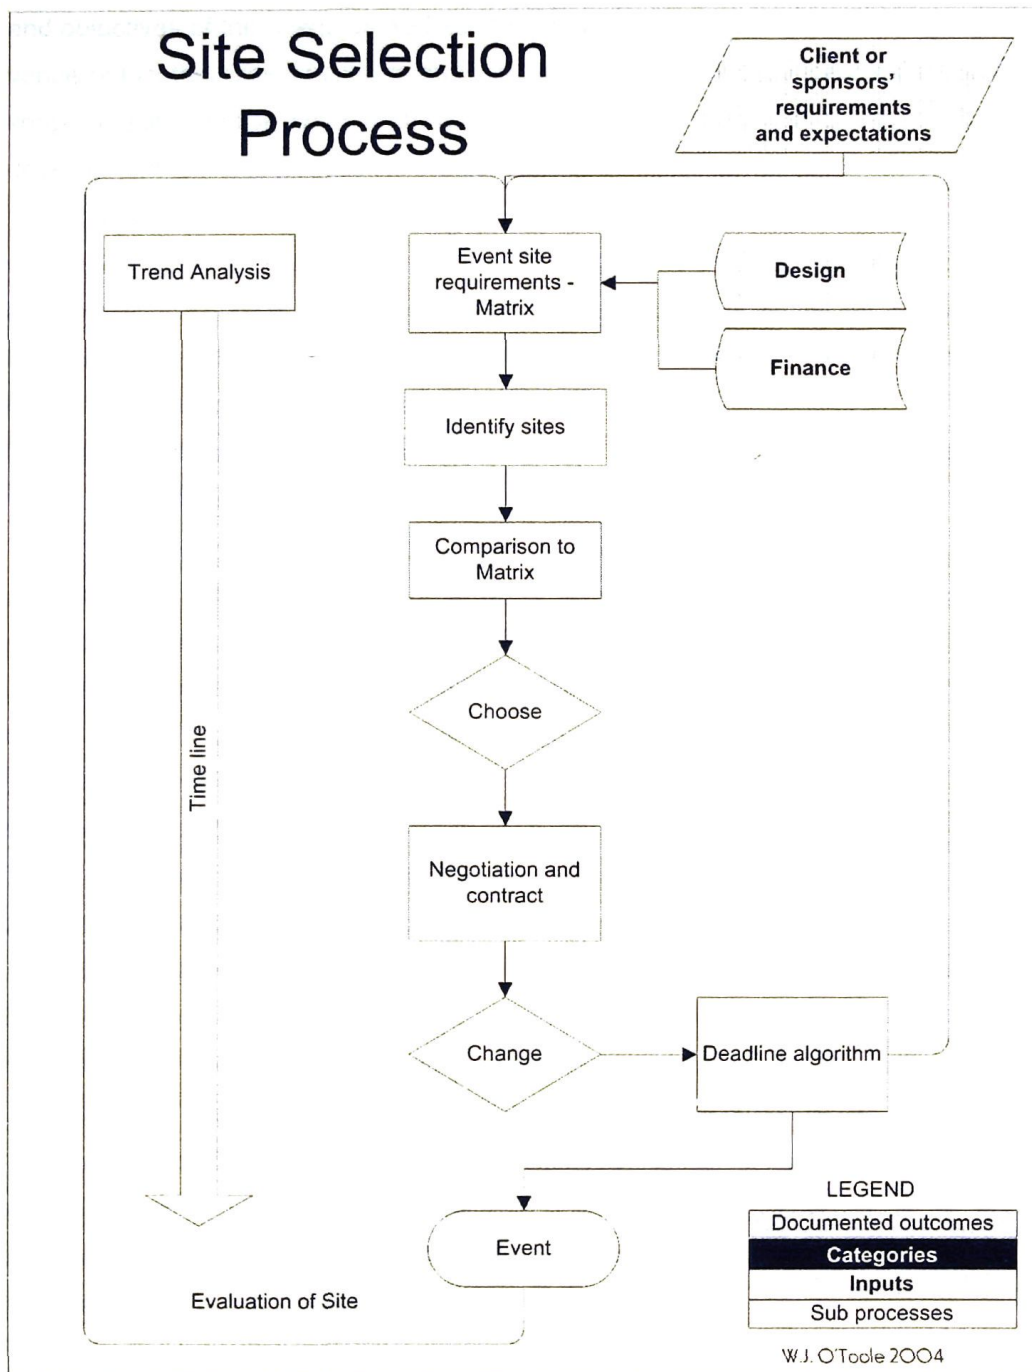 Site Selection
Process
Client or
sponsors'
requirements
and expectations
Trend Analysis
Event site
requirements -
Matrix
Design
Finance
Identify sites
Comparison to
Matrix
Choose
Time line
Negotiation and
contract
Change
Deadline algorithm
Event
Evaluation of Site
LEGEND
Documented outcomes
Categories
Inputs
Sub processes
W.J. O'Toole 2004